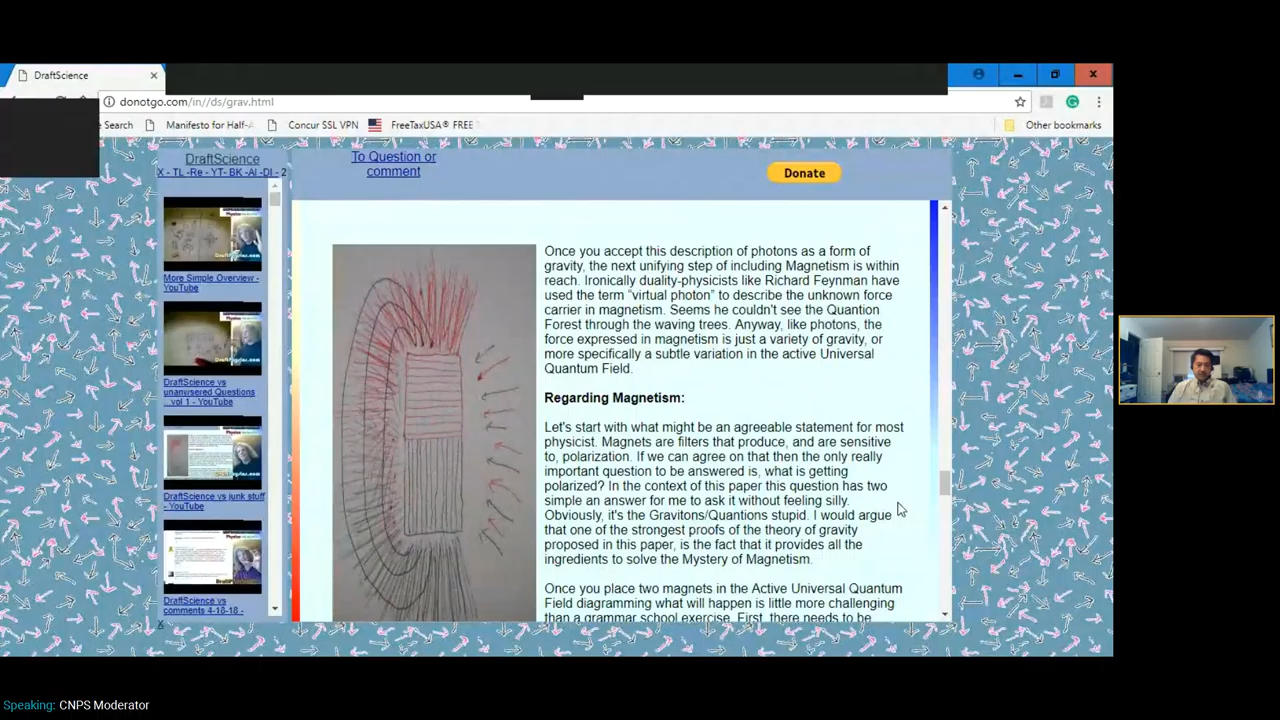 DraftScience
donotgo.com/in//ds/grav.html
Search
Manifesto for Half-A
Concur SSL VPN
FreeTaxUSA® FREE
Other bookmarks
DraftScience
X - TL -Re - YT- BK -AI -DI - 2
To Question or
comment
Donate
More Simple Overview -
YouTube
DraftScience vs
unanwsered Questions
...vol 1 - YouTube
DraftScience vs junk stuff
- YouTube
DraftScience vs
comments 4-18-18 -
X
Once you accept this description of photons as a form of
gravity, the next unifying step of including Magnetism is within
reach. Ironically duality-physicists like Richard Feynman have
used the term “virtual photon” to describe the unknown force
carrier in magnetism. Seems he couldn't see the Quantion
Forest through the waving trees. Anyway, like photons, the
force expressed in magnetism is just a variety of gravity, or
more specifically a subtle variation in the active Universal
Quantum Field.
Regarding Magnetism:
Let's start with what might be an agreeable statement for most
physicist. Magnets are filters that produce, and are sensitive
to, polarization. If we can agree on that then the only really
important question to be answered is, what is getting
polarized? In the context of this paper this question has two
simple an answer for me to ask it without feeling silly.
Obviously, it's the Gravitons/Quantions stupid. I would argue
that one of the strongest proofs of the theory of gravity
proposed in this paper, is the fact that it provides all the
ingredients to solve the Mystery of Magnetism.
Once you place two magnets in the Active Universal Quantum
Field diagramming what will happen is little more challenging
than a grammar school exercise. First, there needs to be
Speaking: CNPS Moderator